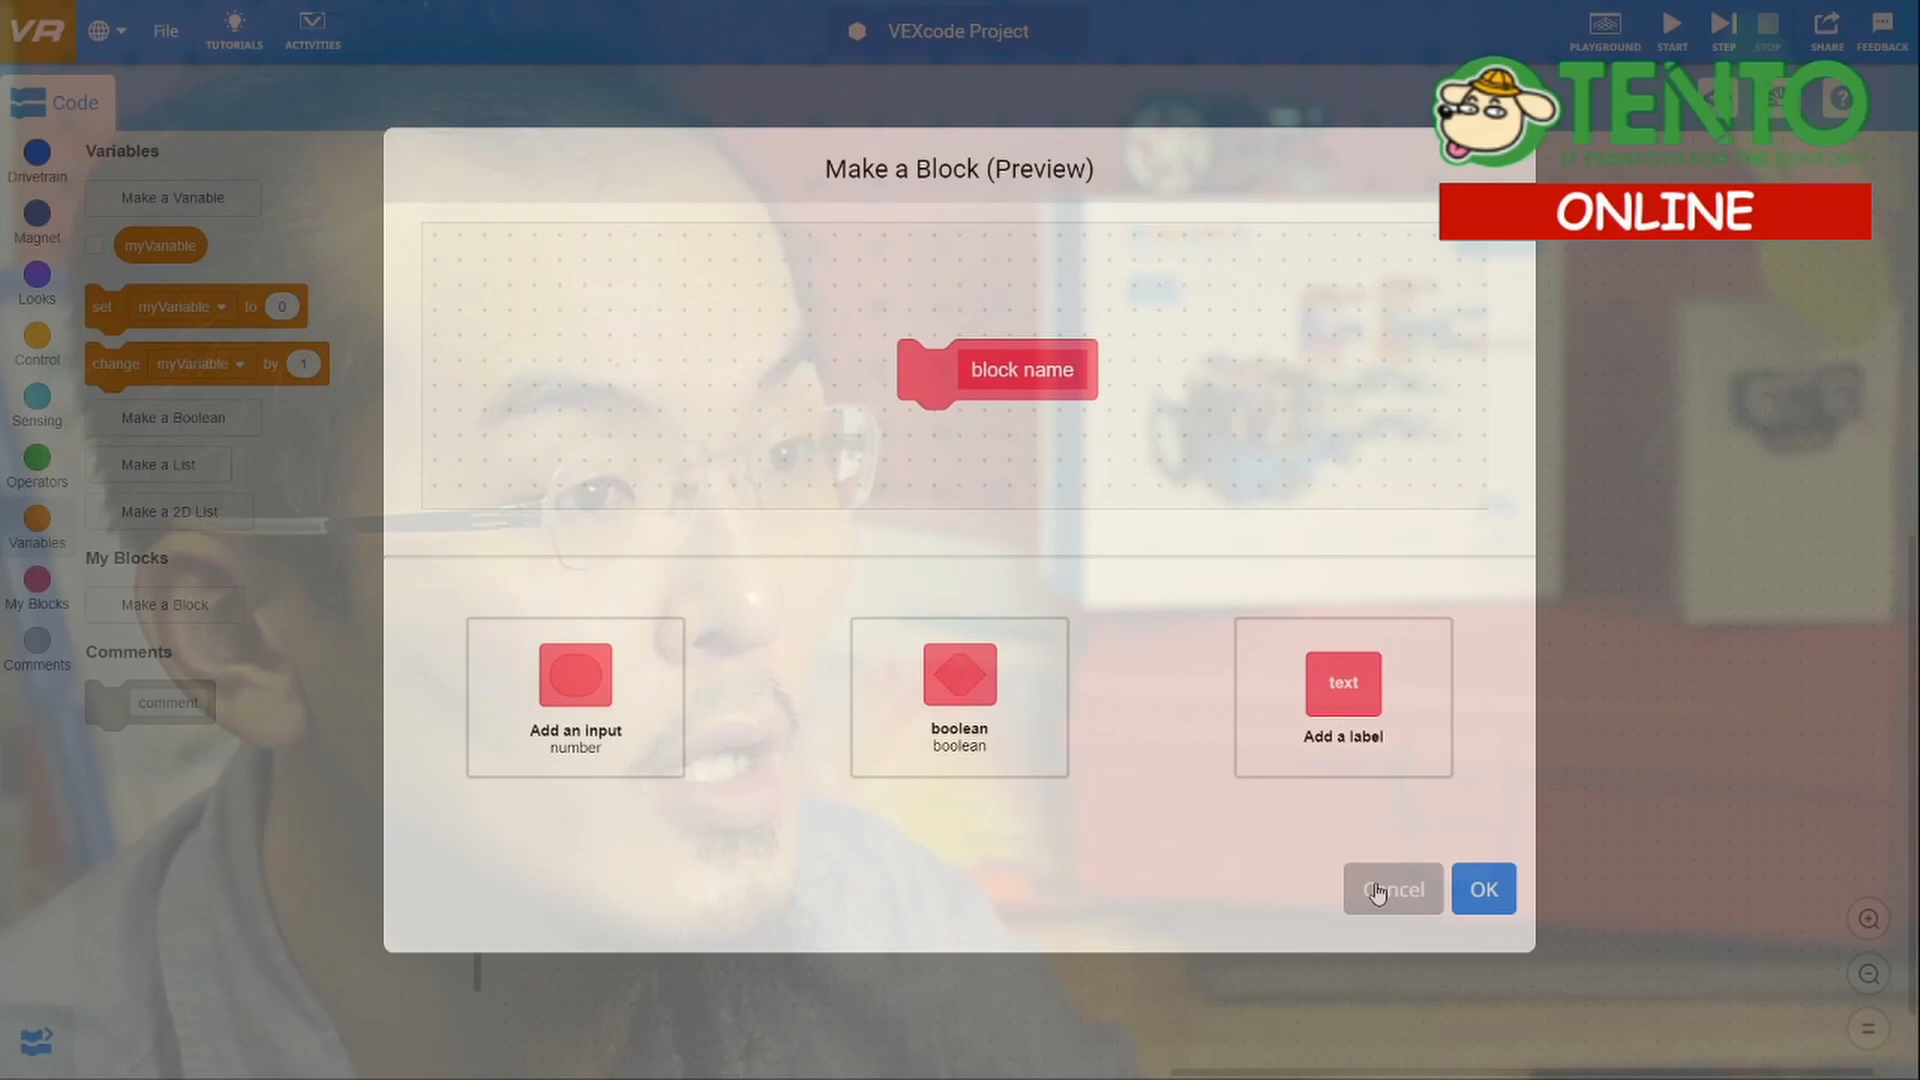 VR
File
TUTORIALS
ACTIVITIES
VEXcode Project
PLAYGROUND
START
STEP
STOP
SHARE
FEEDBACK
TENTO
ONLINE
Code
Drivetrain
Magnet
Looks
Control
Sensing
Operators
Variables
My Blocks
Comments
Variables
Make a Variable
myVariable
set myVariable to 0
change myVariable by 1
Make a Boolean
Make a List
Make a 2D List
My Blocks
Make a Block
Comments
comment
Make a Block (Preview)
block name
Add an input
number
boolean
boolean
text
Add a label
Cancel
OK